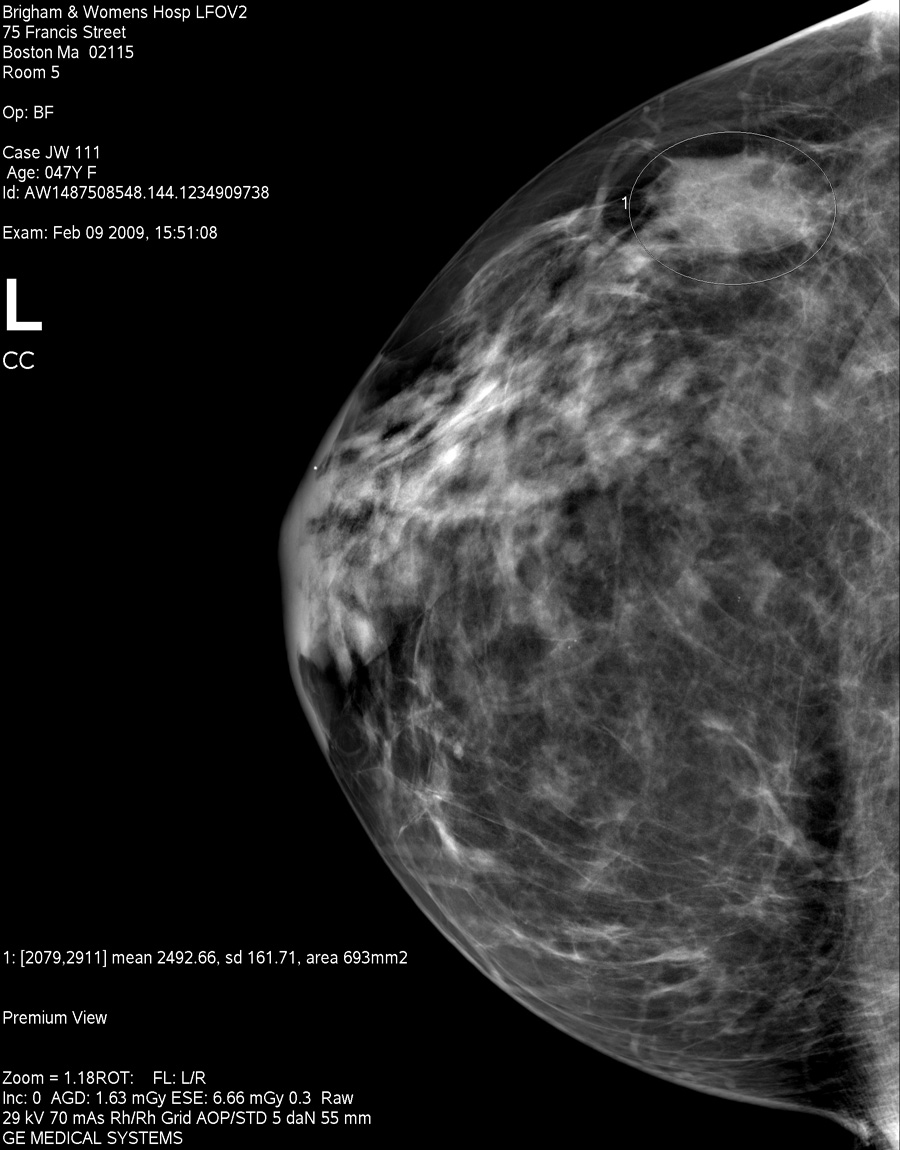 Brigham & Womens Hosp LFOV2
75 Francis Street
Boston Ma 02115
Room 5
Op: BF
Case JW 111
Age: 047Y F
Id: AW1487508548.144.1234909738
Exam: Feb 09 2009, 15:51:08
L
CC
1
1: [2079,2911] mean 2492.66, sd 161.71, area 693mm2
Premium View
Zoom = 1.18ROT: FL: L/R
Inc: 0 AGD: 1.63 mGy ESE: 6.66 mGy 0.3 Raw
29 kV 70 mAs Rh/Rh Grid AOP/STD 5 daN 55 mm
GE MEDICAL SYSTEMS